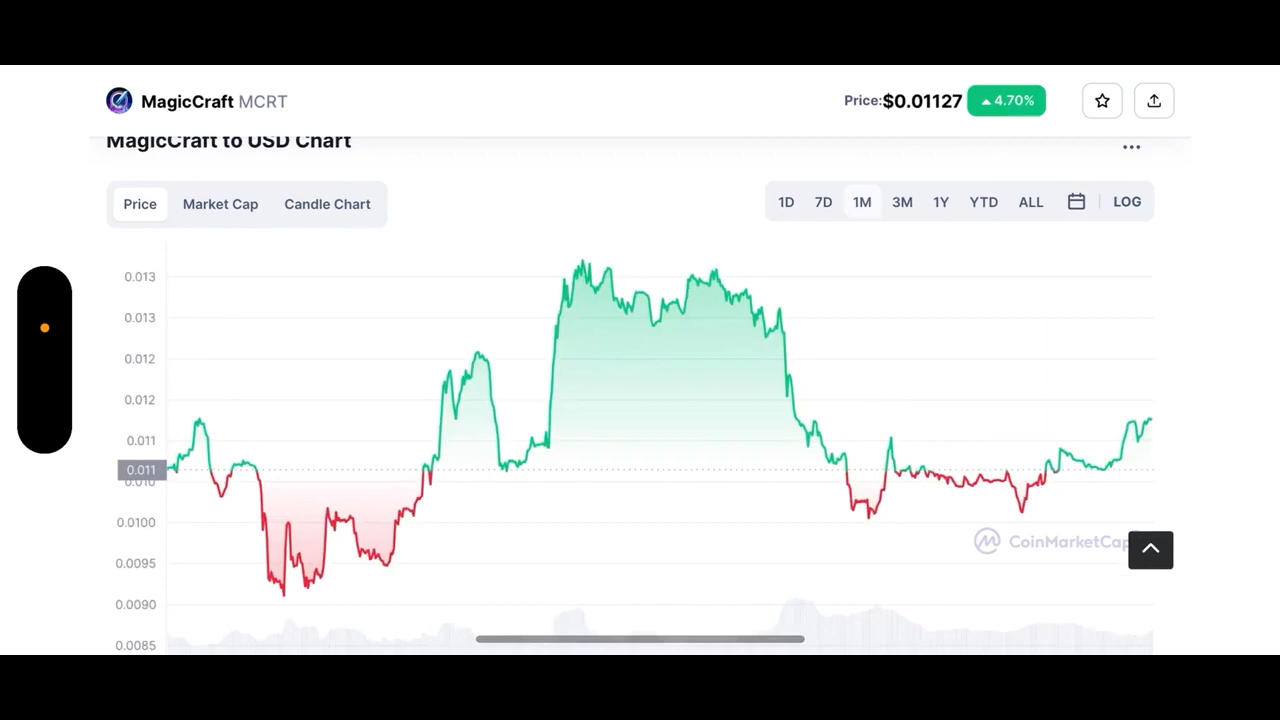 MagicCraft MCRT
Price:$0.01127 4.70%
MagicCraft to USD Chart
Price Market Cap Candle Chart
1D 7D 1M 3M 1Y YTD ALL LOG
0.013
0.013
0.012
0.012
0.011
0.011
0.010
0.0100
CoinMarketCap
0.0095
0.0090
0.0085